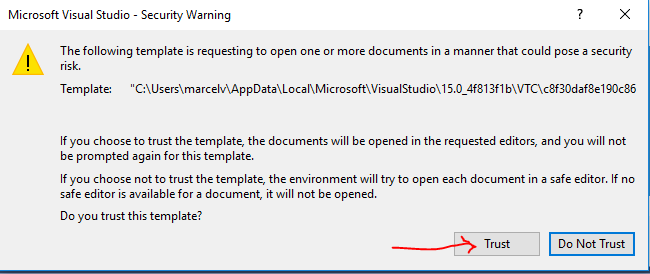 Microsoft Visual Studio - Security Warning
?
The following template is requesting to open one or more documents in a manner that could pose a security
risk.
Template: "C:\Users\marcelv\AppData\Local\Microsoft\VisualStudio\15.0_4f813f1b\VTC\c8f30daf8e190c86
If you choose to trust the template, the documents will be opened in the requested editors, and you will not
be prompted again for this template.
If you choose not to trust the template, the environment will try to open each document in a safe editor. If no
safe editor is available for a document, it will not be opened.
Do you trust this template?
Trust Do Not Trust